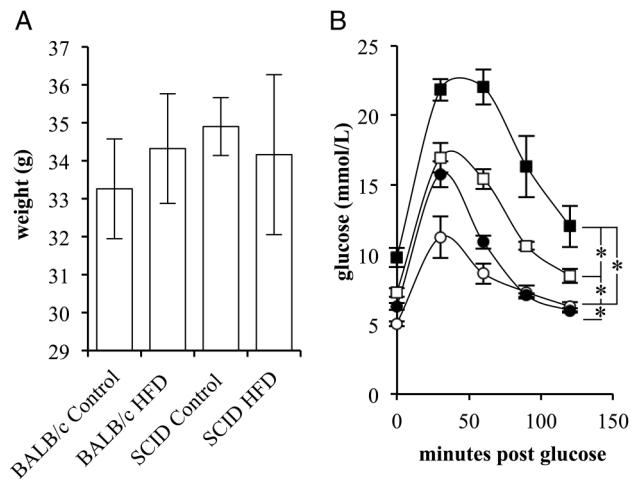 A
37
36
35
34
33
32
31
30
29
weight (g)
BALB/c Control
BALB/c HFD
SCID Control
SCID HFD
B
25
20
15
10
5
0
glucose (mmol/L)
*
*
*
*
0
50
100
150
minutes post glucose